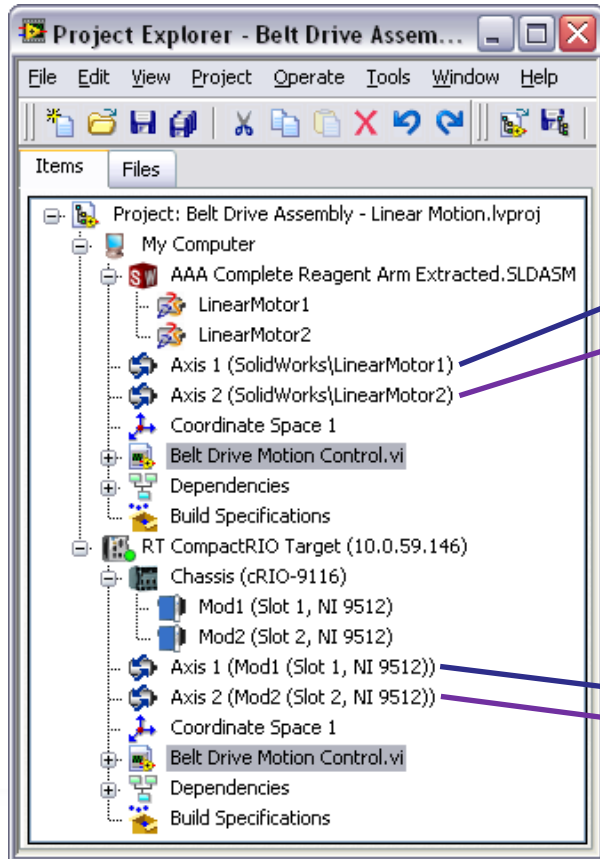 Project Explorer - Belt Drive Assem...
File Edit View Project Operate Tools Window Help
Items Files
Project: Belt Drive Assembly - Linear Motion.lvproj
My Computer
SW AAA Complete Reagent Arm Extracted.SLDASM
LinearMotor1
LinearMotor2
Axis 1 (SolidWorks\LinearMotor1)
Axis 2 (SolidWorks\LinearMotor2)
Coordinate Space 1
Belt Drive Motion Control.vi
Dependencies
Build Specifications
RT CompactRIO Target (10.0.59.146)
Chassis (cRIO-9116)
Mod1 (Slot 1, NI 9512)
Mod2 (Slot 2, NI 9512)
Axis 1 (Mod1 (Slot 1, NI 9512))
Axis 2 (Mod2 (Slot 2, NI 9512))
Coordinate Space 1
Belt Drive Motion Control.vi
Dependencies
Build Specifications